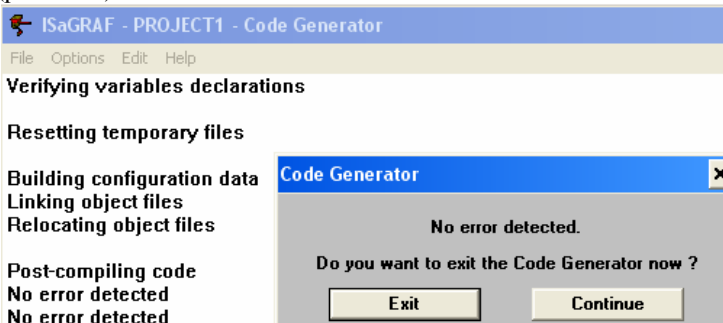 ISaGRAF - PROJECT1 - Code Generator
File Options Edit Help
Verifying variables declarations
Resetting temporary files
Building configuration data
Linking object files
Relocating object files
Post-compiling code
No error detected
No error detected
Code Generator
No error detected.
Do you want to exit the Code Generator now ?
Exit Continue